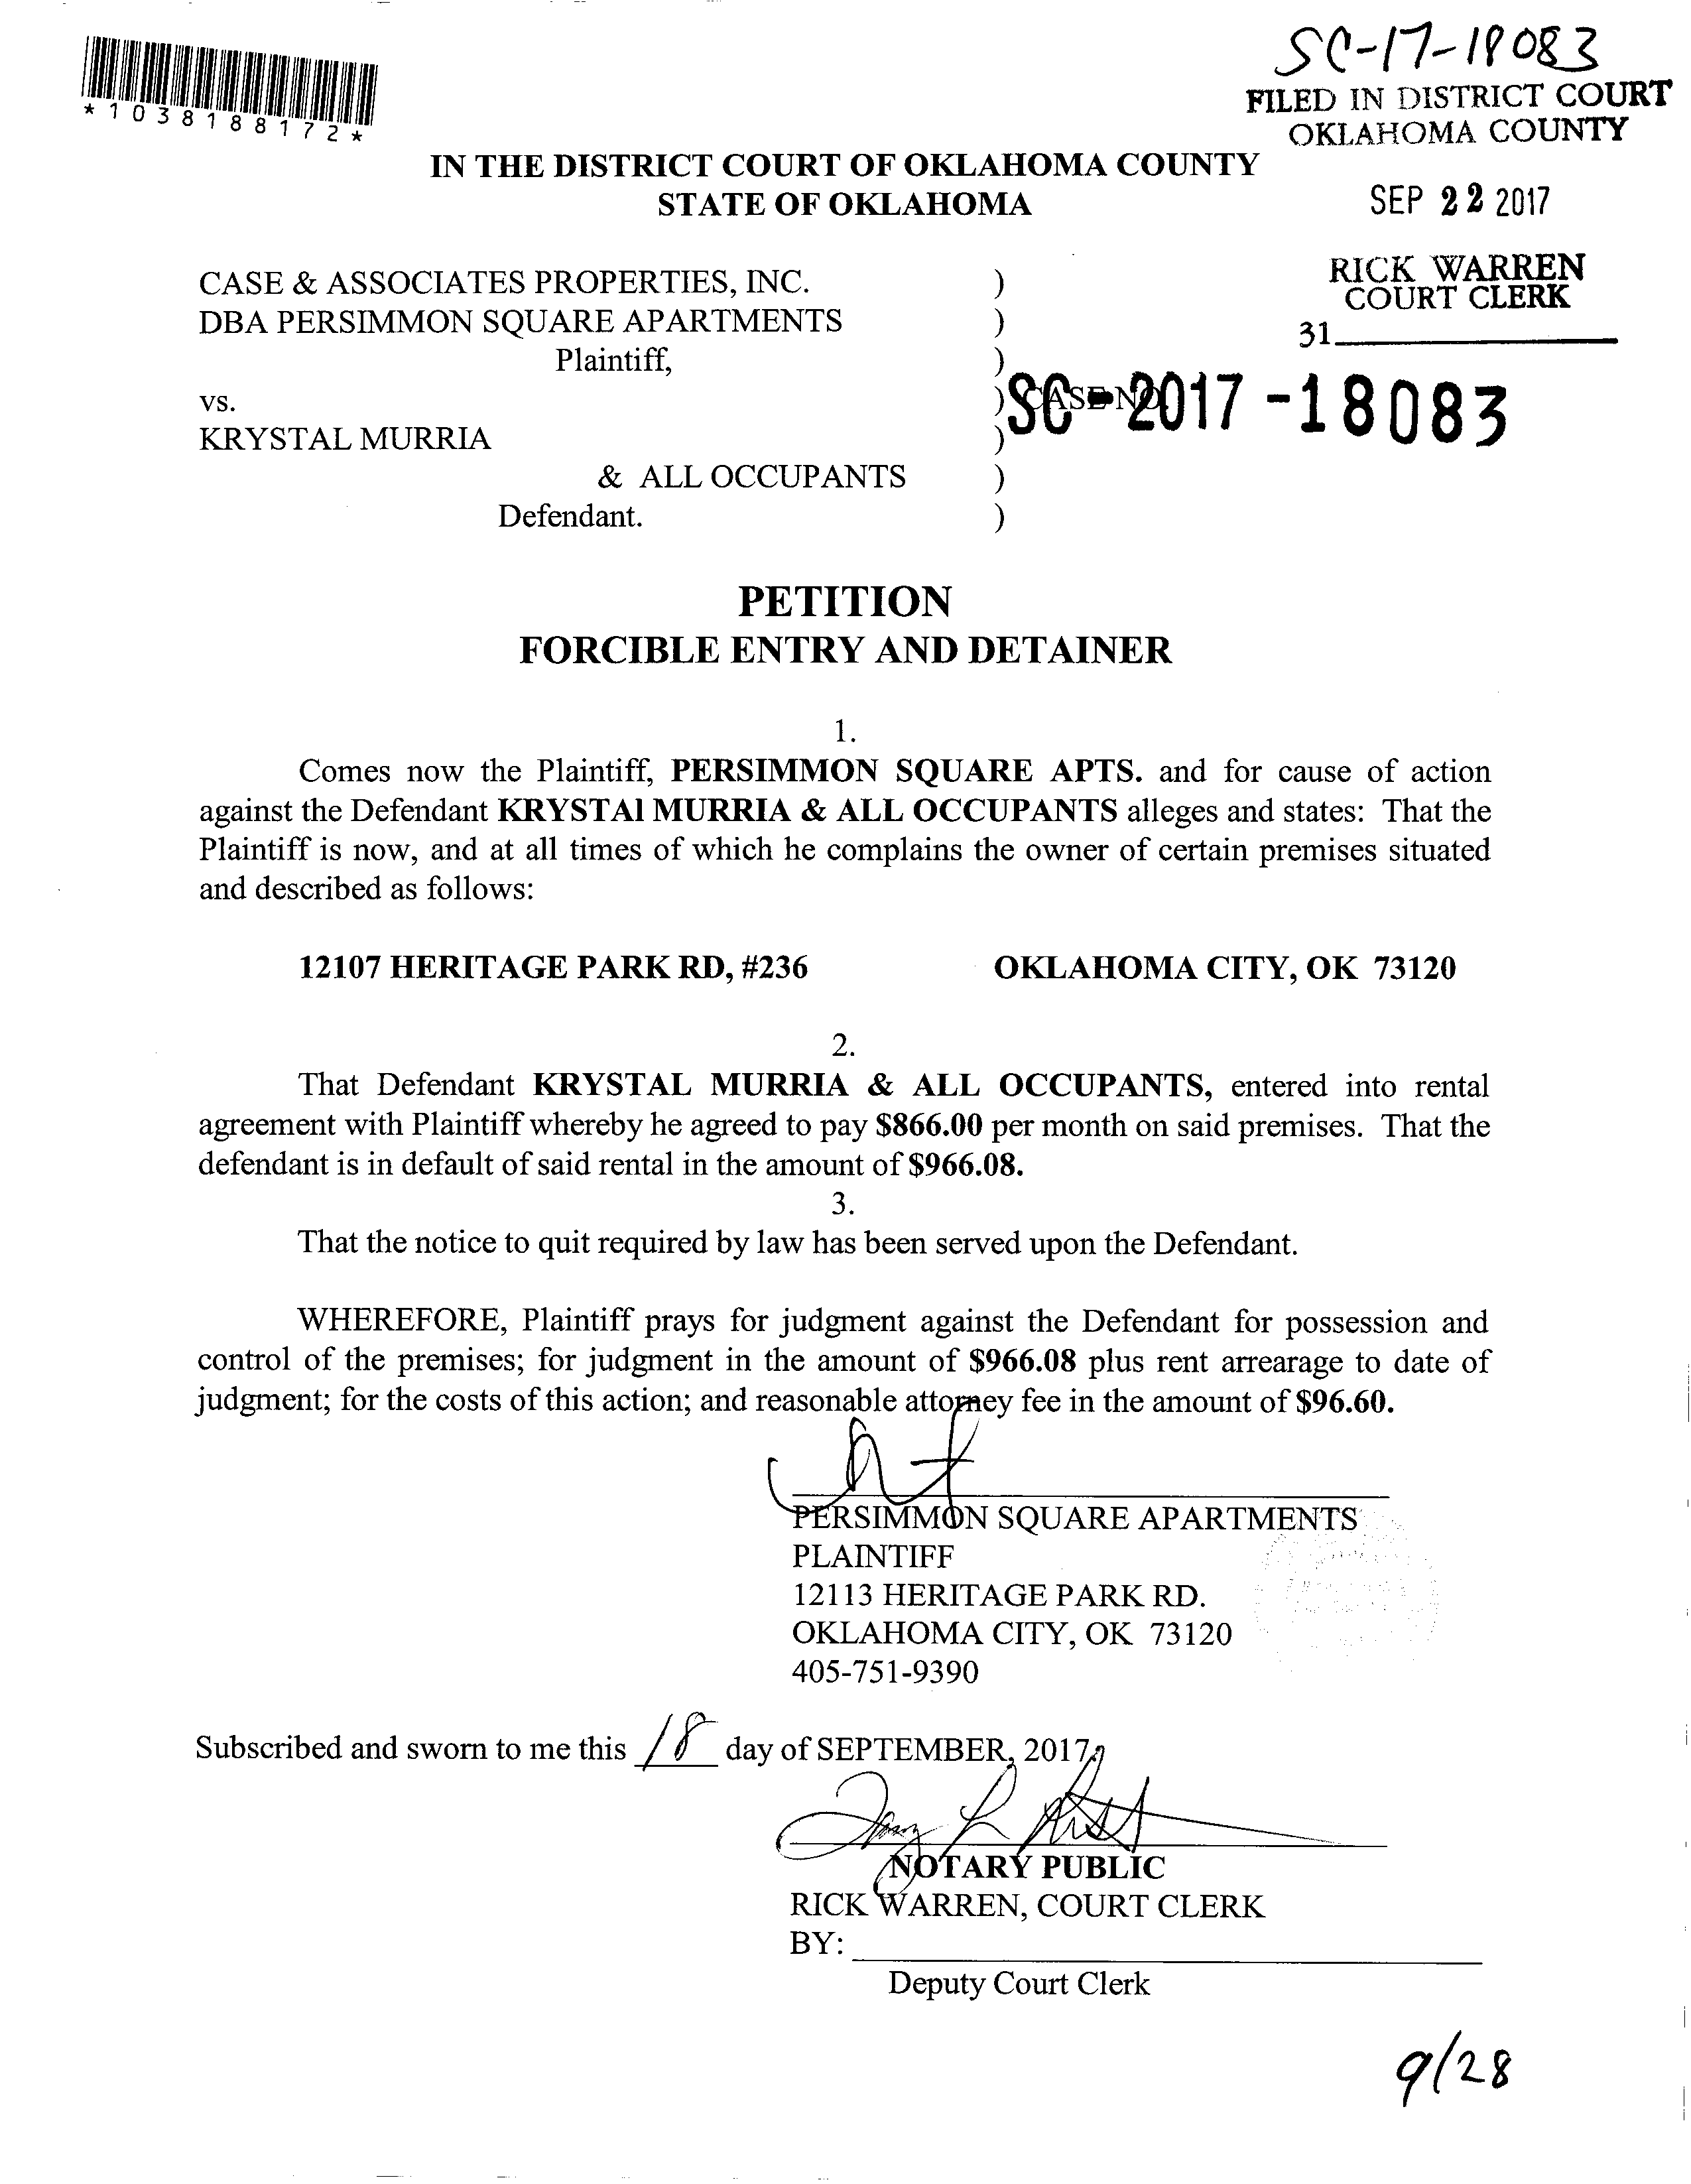 SC-17-18083
FILED IN DISTRICT COURT
OKLAHOMA COUNTY
*1038188172*
IN THE DISTRICT COURT OF OKLAHOMA COUNTY
STATE OF OKLAHOMA
SEP 22 2017
RICK WARREN
COURT CLERK
31
CASE & ASSOCIATES PROPERTIES, INC. )
DBA PERSIMMON SQUARE APARTMENTS )
Plaintiff, )
vs. ) CASE NO.
SC-2017-18083
KRYSTAL MURRIA )
& ALL OCCUPANTS )
Defendant. )
PETITION
FORCIBLE ENTRY AND DETAINER
1.
Comes now the Plaintiff, PERSIMMON SQUARE APTS. and for cause of action
against the Defendant KRYSTAl MURRIA & ALL OCCUPANTS alleges and states: That the
Plaintiff is now, and at all times of which he complains the owner of certain premises situated
and described as follows:
12107 HERITAGE PARK RD, #236 OKLAHOMA CITY, OK 73120
2.
That Defendant KRYSTAL MURRIA & ALL OCCUPANTS, entered into rental
agreement with Plaintiff whereby he agreed to pay $866.00 per month on said premises. That the
defendant is in default of said rental in the amount of $966.08.
3.
That the notice to quit required by law has been served upon the Defendant.
WHEREFORE, Plaintiff prays for judgment against the Defendant for possession and
control of the premises; for judgment in the amount of $966.08 plus rent arrearage to date of
judgment; for the costs of this action; and reasonable attorney fee in the amount of $96.60.
PERSIMMON SQUARE APARTMENTS
PLAINTIFF
12113 HERITAGE PARK RD.
OKLAHOMA CITY, OK 73120
405-751-9390
Subscribed and sworn to me this 18 day of SEPTEMBER, 2017
NOTARY PUBLIC
RICK WARREN, COURT CLERK
BY:
Deputy Court Clerk
9/28